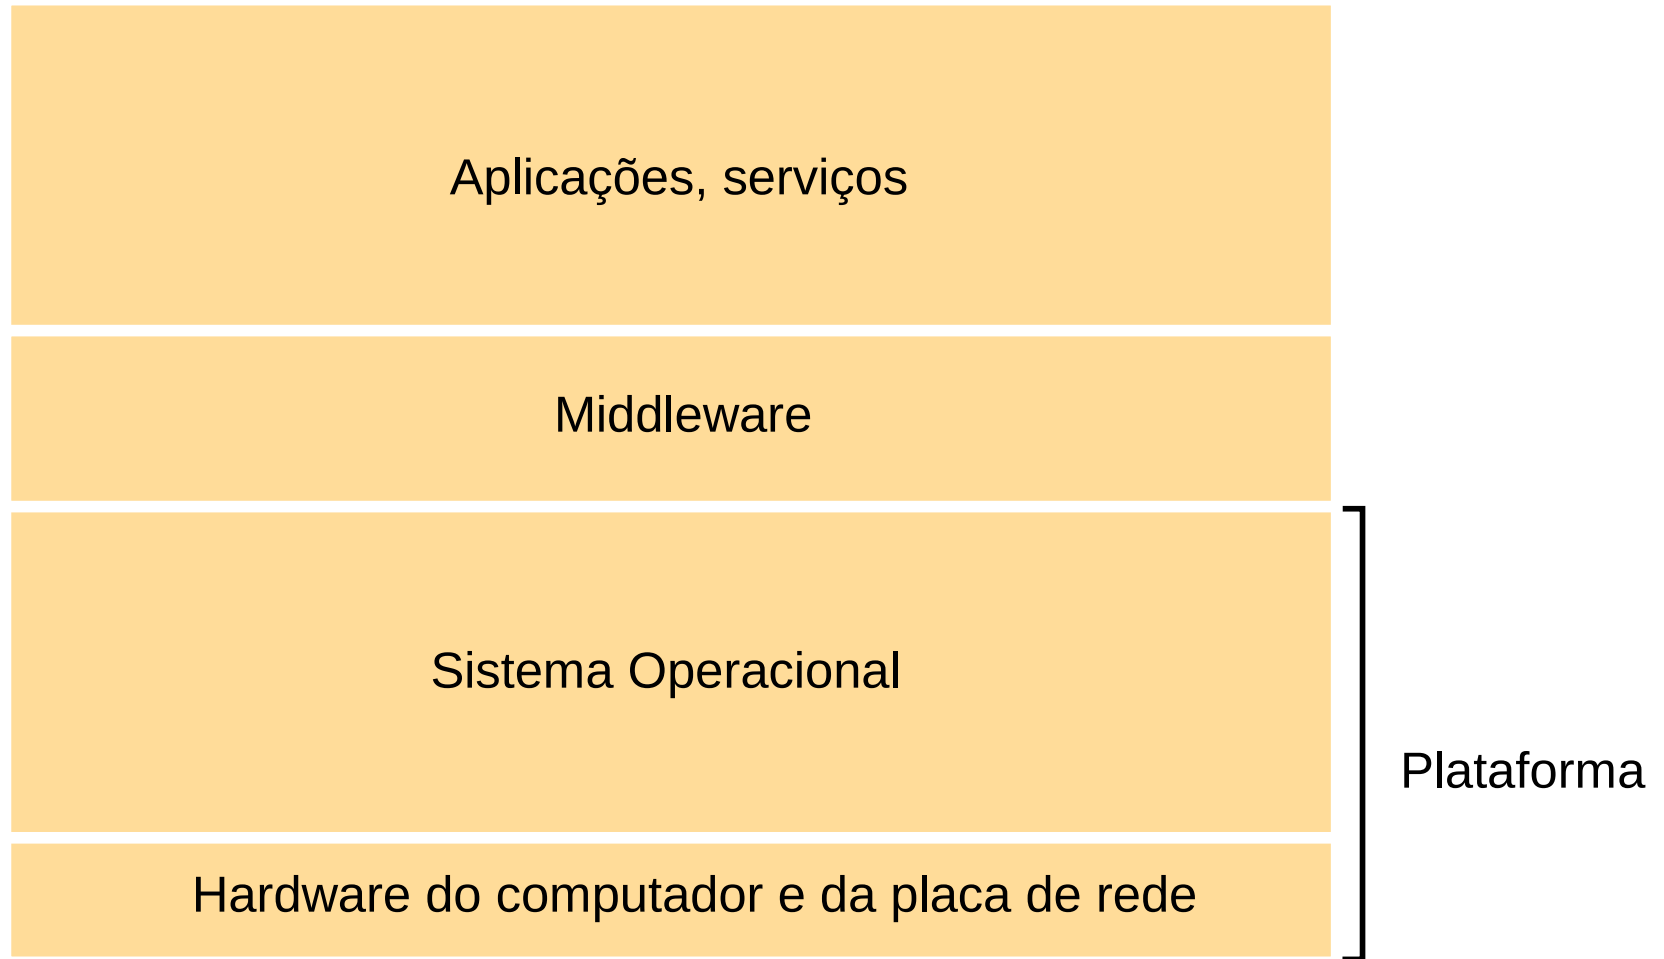 Aplicações, serviços
Middleware
Sistema Operacional
Plataforma
Hardware do computador e da placa de rede